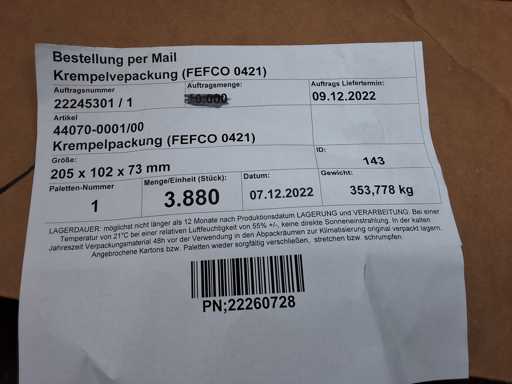 Bestellung per Mail
Krempelvepackung (FEFCO 0421)
Auftragsnummer Auftragsmenge: Auftrags Liefertermin:
22245301 / 1 09.12.2022
Artikel
44070-0001/00
Krempelpackung (FEFCO 0421)
Größe: ID:
205 x 102 x 73 mm 143
Paletten-Nummer Menge/Einheit (Stück): Datum: Gewicht:
1 3.880 07.12.2022 353,778 kg
LAGERDAUER: möglichst nicht länger als 12 Monate nach Produktionsdatum LAGERUNG und VERARBEITUNG. Bei einer
Temperatur von 21°C bei einer relativen Luftfeuchtigkeit von 55% +/-, keine direkte Sonneneinstrahlung. In der kalten
Jahreszeit Verpackungsmaterial 48h vor der Verwendung in den Abpackräumen zur Klimatisierung original verpackt lagern.
Angebrochene Kartons bzw. Paletten wieder sorgfältig verschließen, stretchen bzw. schrumpfen.
PN;22260728